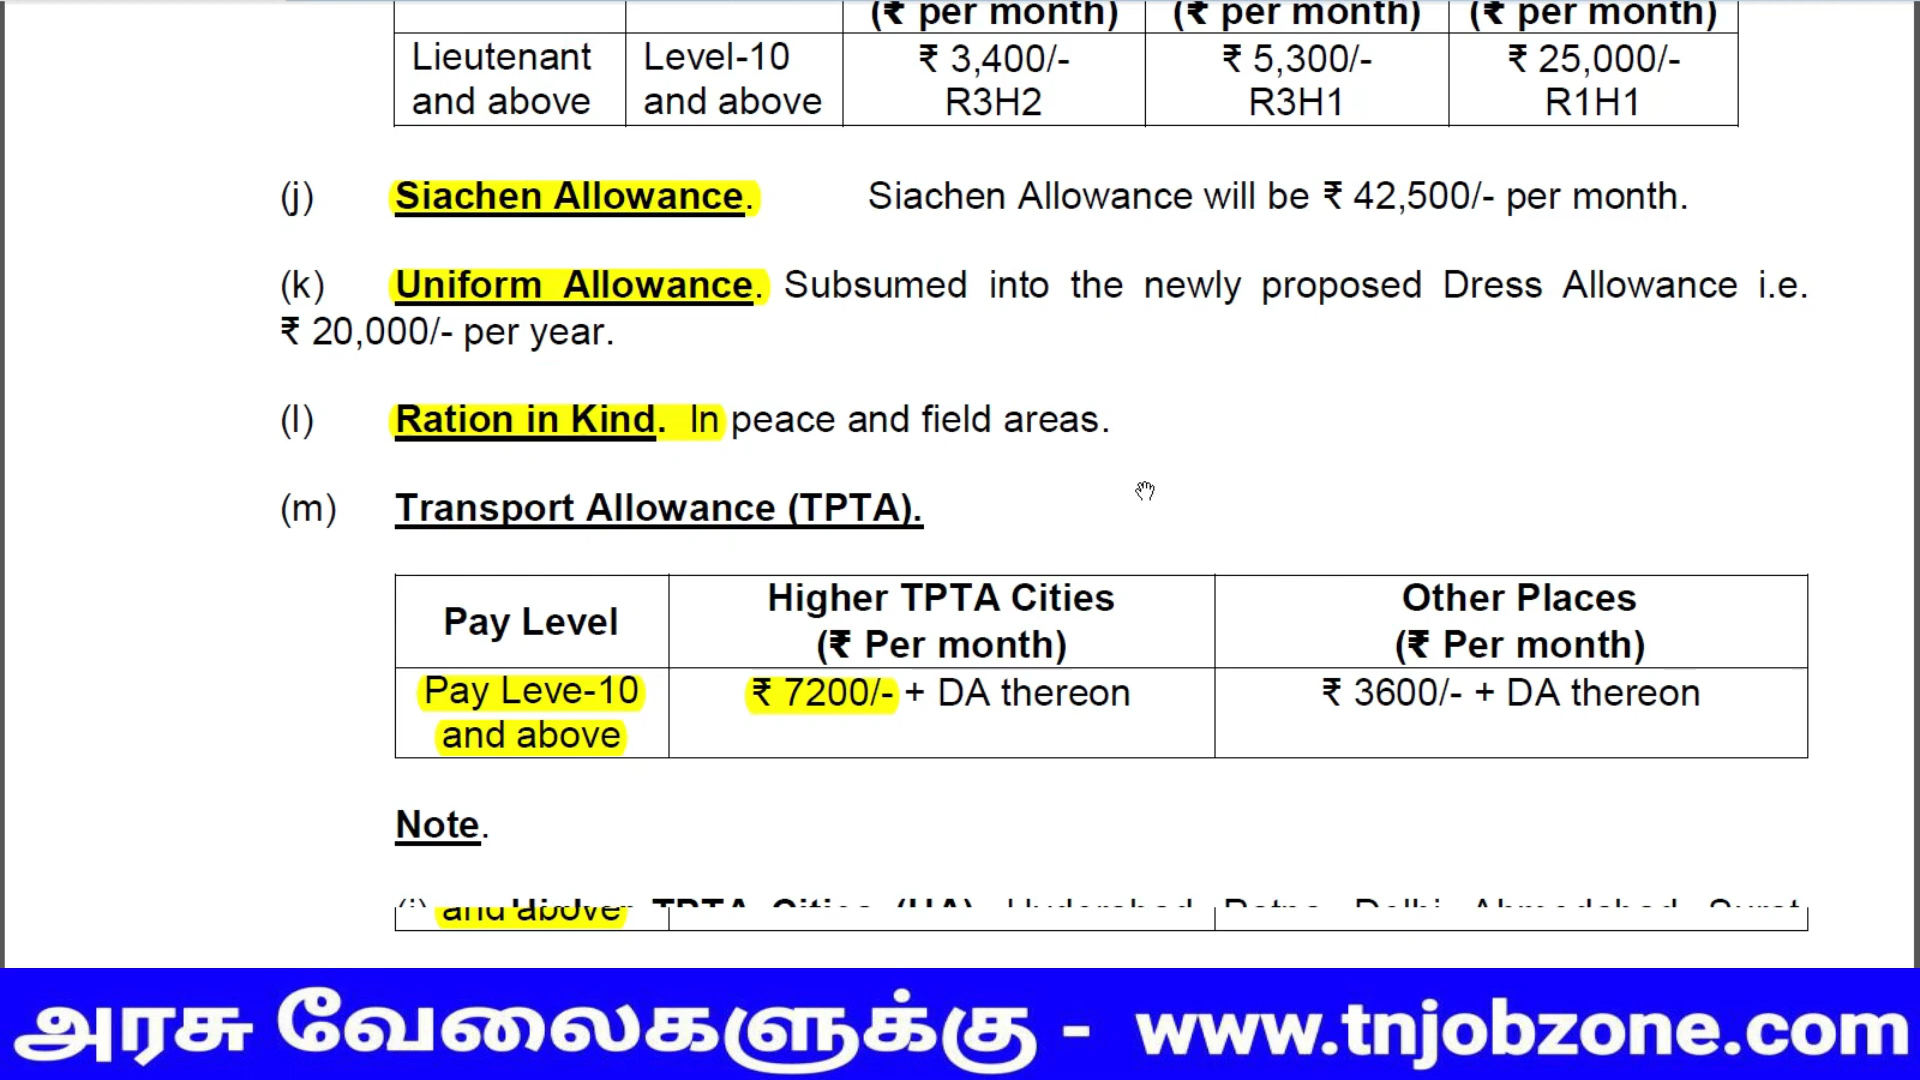 (₹ per month) (₹ per month) (₹ per month)
Lieutenant and above Level-10 and above ₹ 3,400/- R3H2 ₹ 5,300/- R3H1 ₹ 25,000/- R1H1
(j) Siachen Allowance. Siachen Allowance will be ₹ 42,500/- per month.
(k) Uniform Allowance. Subsumed into the newly proposed Dress Allowance i.e.
₹ 20,000/- per year.
(l) Ration in Kind. In peace and field areas.
(m) Transport Allowance (TPTA).
Pay Level Higher TPTA Cities (₹ Per month) Other Places (₹ Per month)
Pay Leve-10 and above ₹ 7200/- + DA thereon ₹ 3600/- + DA thereon
Note.
and above
அரசு வேலைகளுக்கு - www.tnjobzone.com